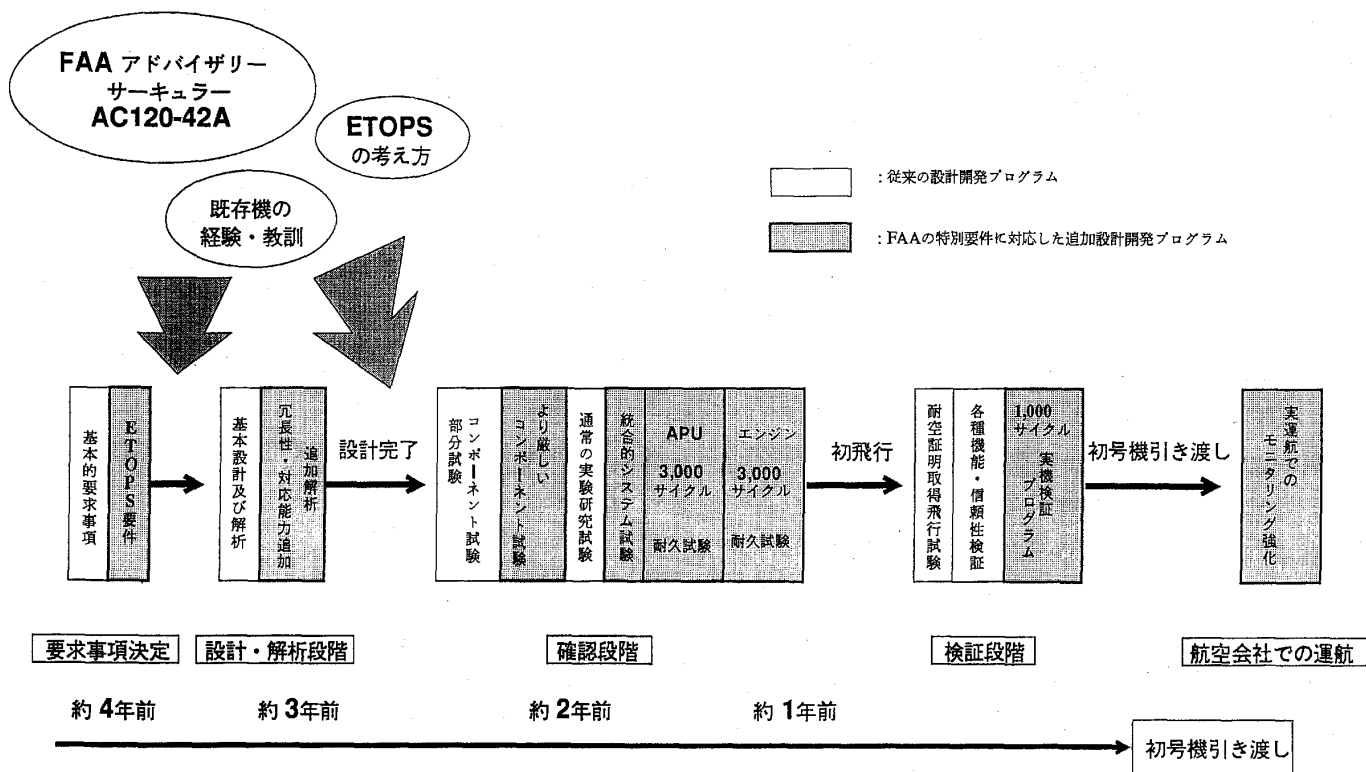 FAA アドバイザリー
サーキュラー
AC120-42A
ETOPS
の考え方
既存機の
経験・教訓
：従来の設計開発プログラム
：FAAの特別要件に対応した追加設計開発プログラム
基本的要求事項
ETOPS要件
基本設計及び解析
冗長性・対応能力追加
追加解析
設計完了
コンポーネント試験
部分試験
より厳しい
コンポーネント試験
通常の実験研究試験
統合的システム試験
APU
3,000
サイクル
耐久試験
エンジン
3,000
サイクル
耐久試験
初飛行
耐空証明取得飛行試験
各種機能・信頼性検証
1,000
サイクル
実機検証
プログラム
初号機引き渡し
実運航での
モニタリング強化
要求事項決定
設計・解析段階
確認段階
検証段階
航空会社での運航
約 4年前
約 3年前
約 2年前
約 1年前
初号機引き渡し